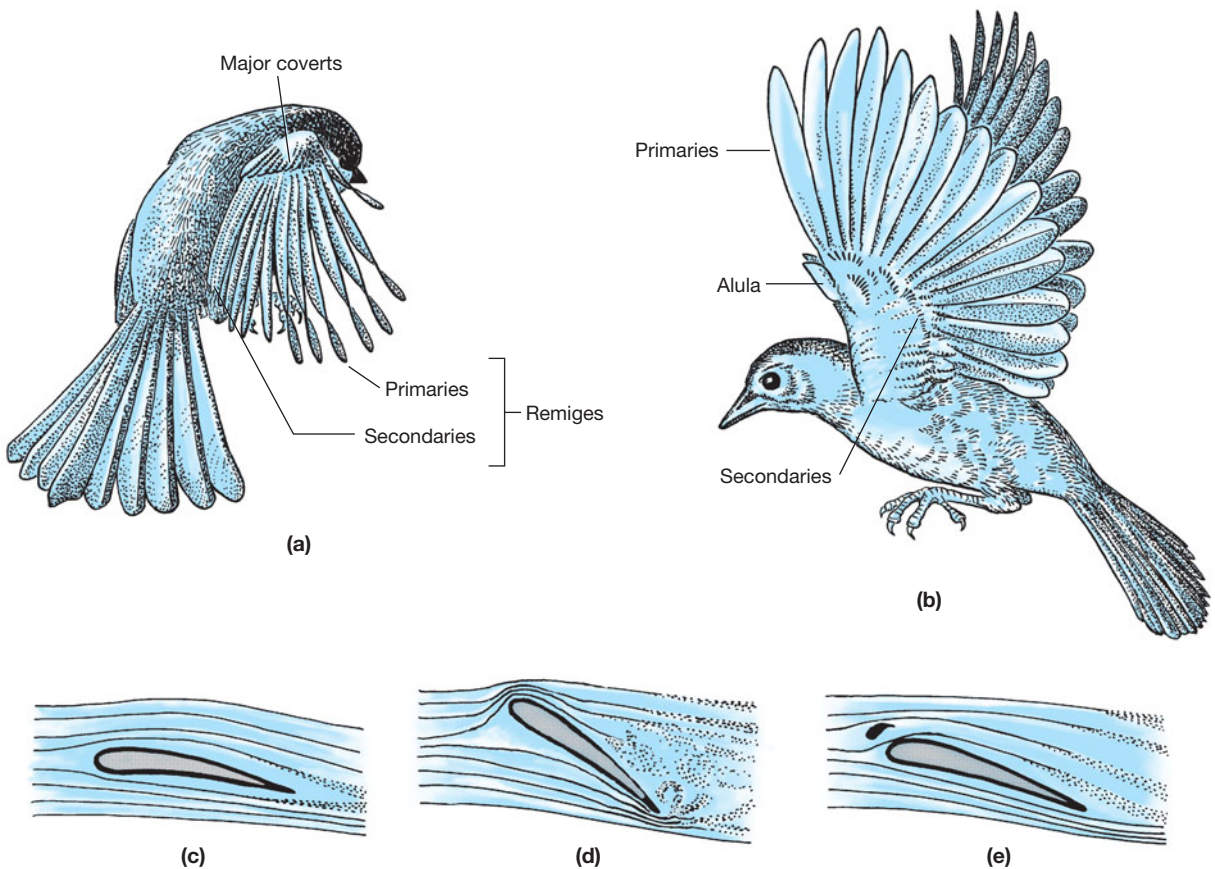 Major coverts
Primaries
Secondaries
Remiges
(a)
Primaries
Alula
Secondaries
(b)
(c)
(d)
(e)